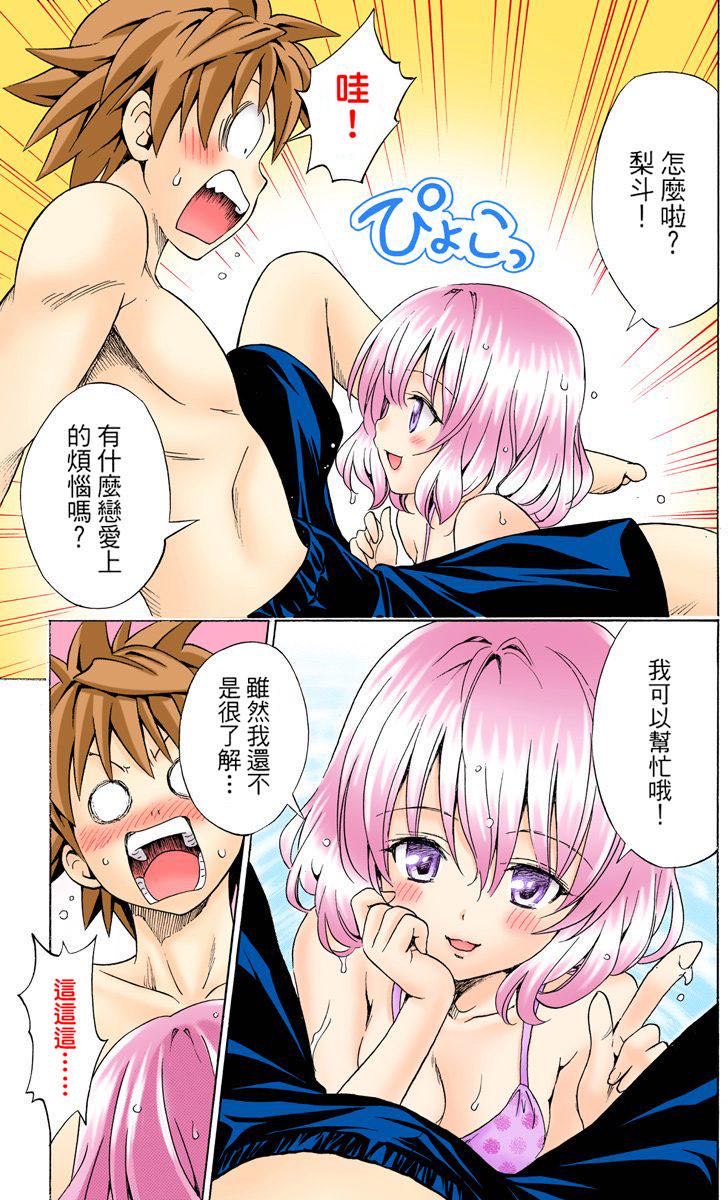 怎麼啦？
梨斗！
哇！
ぴょこっ
有什麼戀愛上
的煩惱嗎？
我可以幫忙哦！
雖然我還不
是很了解…
這這這……